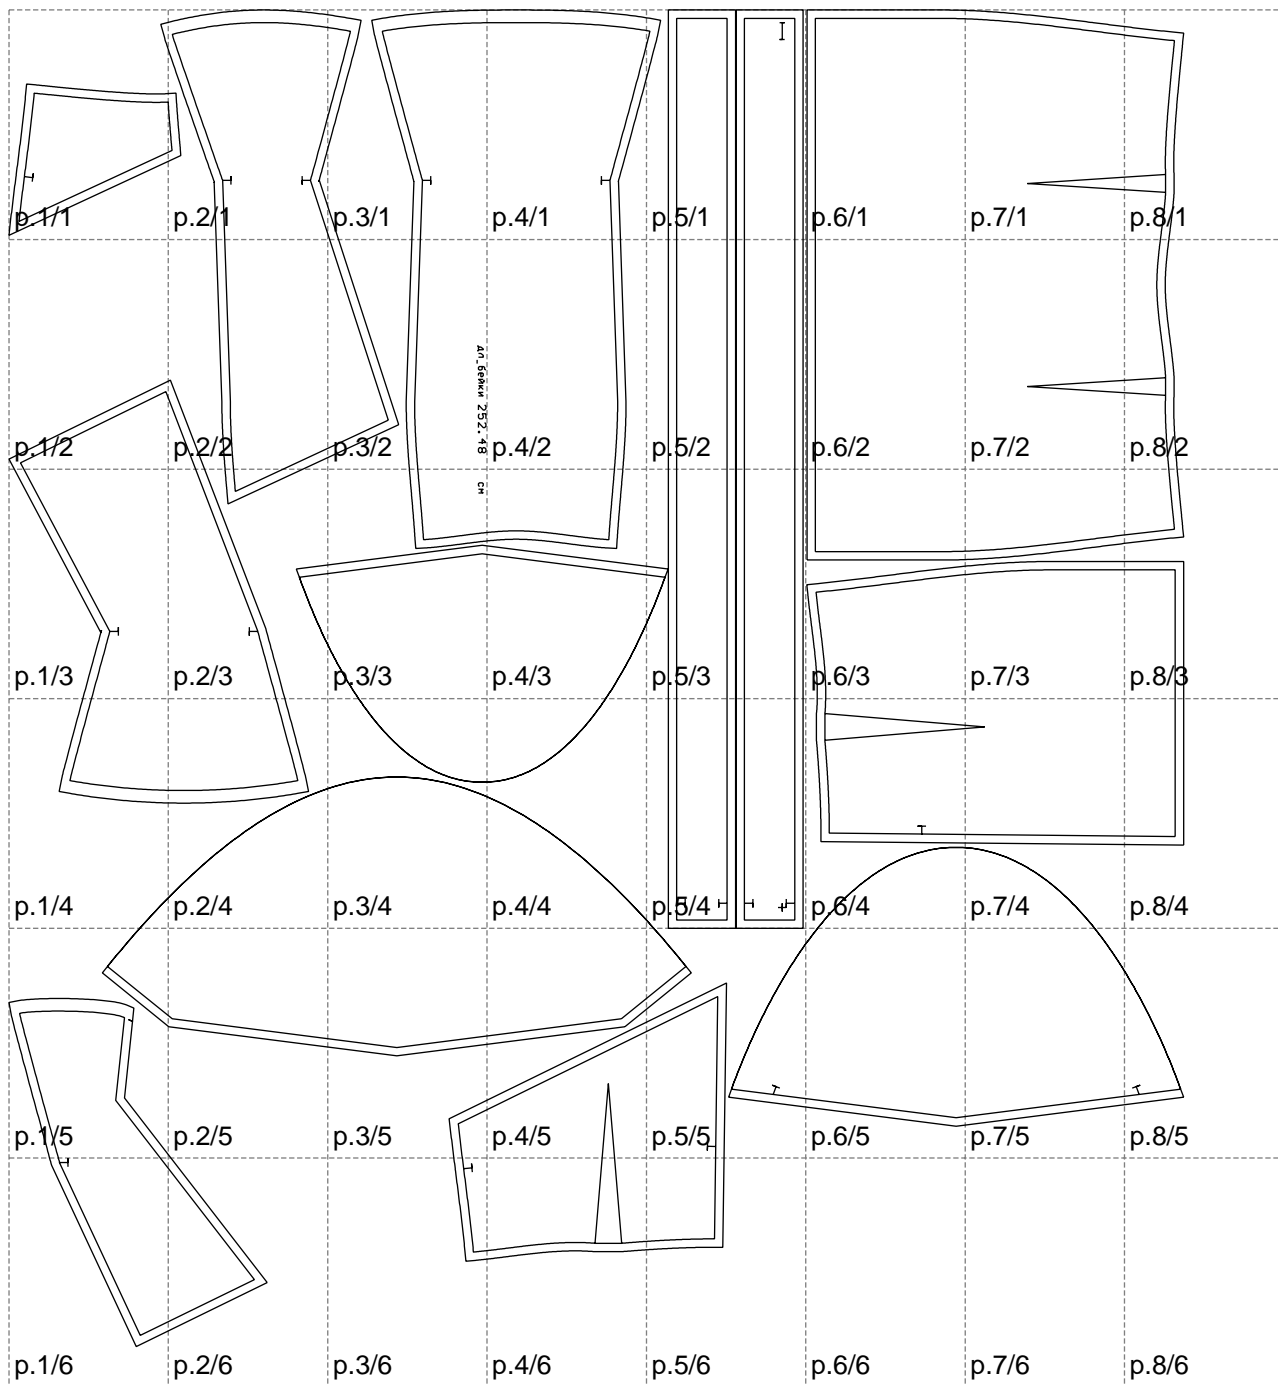 p.1/1 p.2/1 p.3/1 p.4/1 p.5/1 p.6/1 p.7/1 p.8/1
дл_бейки 252.48 см
p.1/2 p.2/2 p.3/2 p.4/2 p.5/2 p.6/2 p.7/2 p.8/2
p.1/3 p.2/3 p.3/3 p.4/3 p.5/3 p.6/3 p.7/3 p.8/3
p.1/4 p.2/4 p.3/4 p.4/4 p.5/4 p.6/4 p.7/4 p.8/4
p.1/5 p.2/5 p.3/5 p.4/5 p.5/5 p.6/5 p.7/5 p.8/5
p.1/6 p.2/6 p.3/6 p.4/6 p.5/6 p.6/6 p.7/6 p.8/6